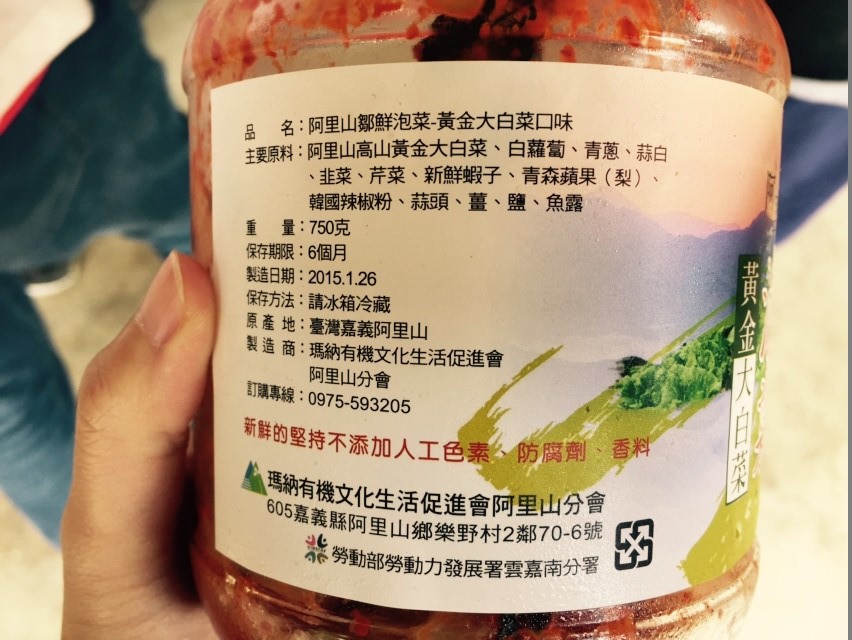 品 名：阿里山鄒鮮泡菜-黃金大白菜口味
主要原料：阿里山高山黃金大白菜、白蘿蔔、青蔥、蒜白
、韭菜、芹菜、新鮮蝦子、青森蘋果（梨）、
韓國辣椒粉、蒜頭、薑、鹽、魚露
重 量：750克
保存期限：6個月
製造日期：2015.1.26
保存方法：請冰箱冷藏
原產地：臺灣嘉義阿里山
製造商：瑪納有機文化生活促進會
阿里山分會
訂購專線：0975-593205
新鮮的堅持不添加人工色素、防腐劑、香料
瑪納有機文化生活促進會阿里山分會
605嘉義縣阿里山鄉樂野村2鄰70-6號
勞動部勞動力發展署雲嘉南分署
黃金大白菜